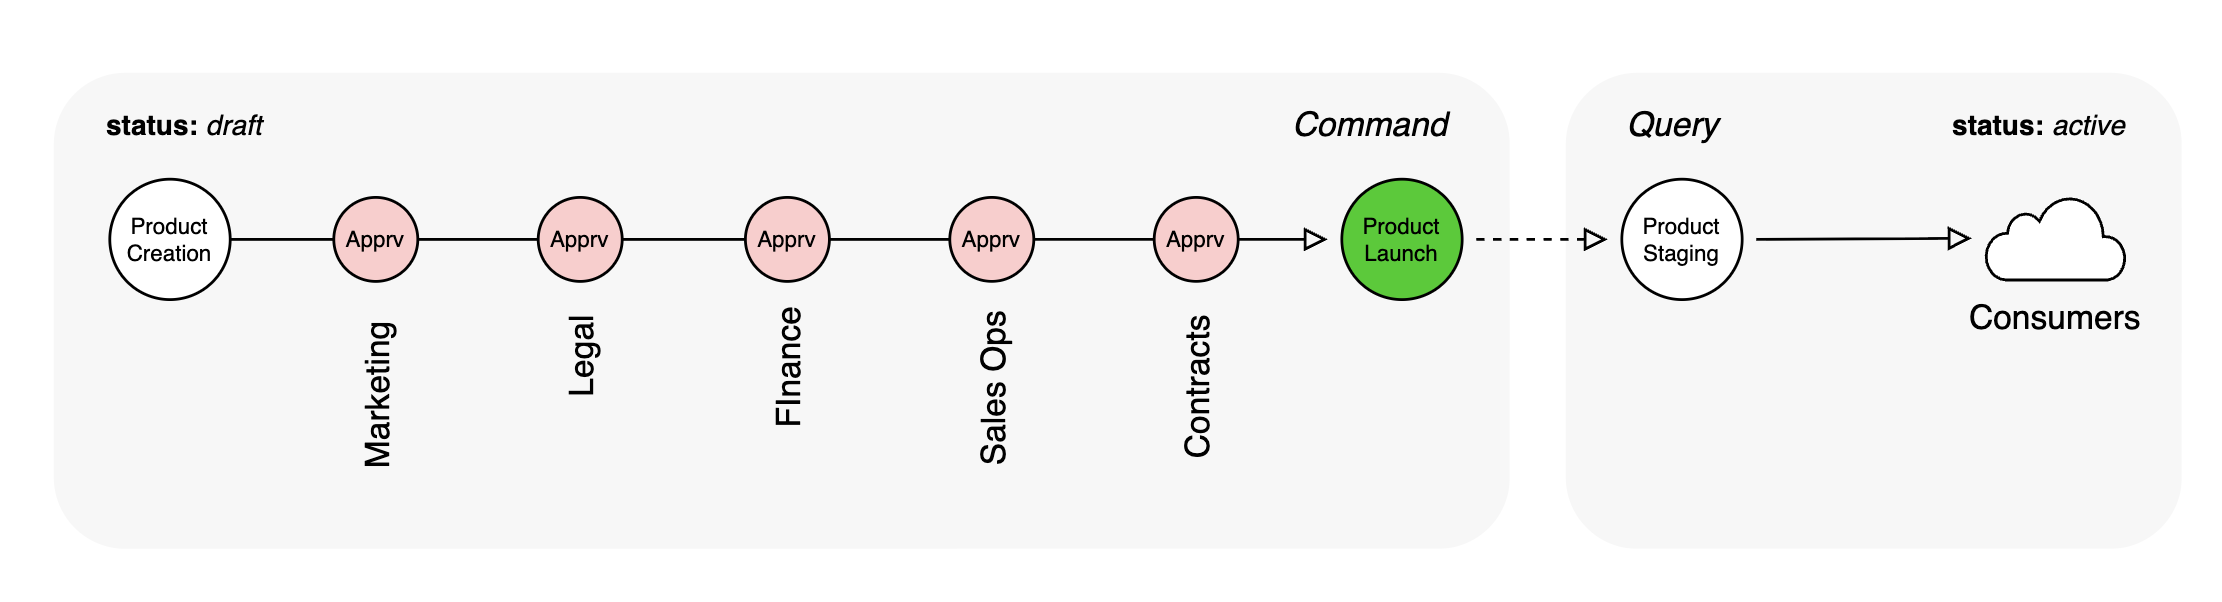 status: draft
Command
Query
status: active
Product
Creation
Apprv
Apprv
Apprv
Apprv
Apprv
Product
Launch
Product
Staging
Marketing
Legal
FInance
Sales Ops
Contracts
Consumers